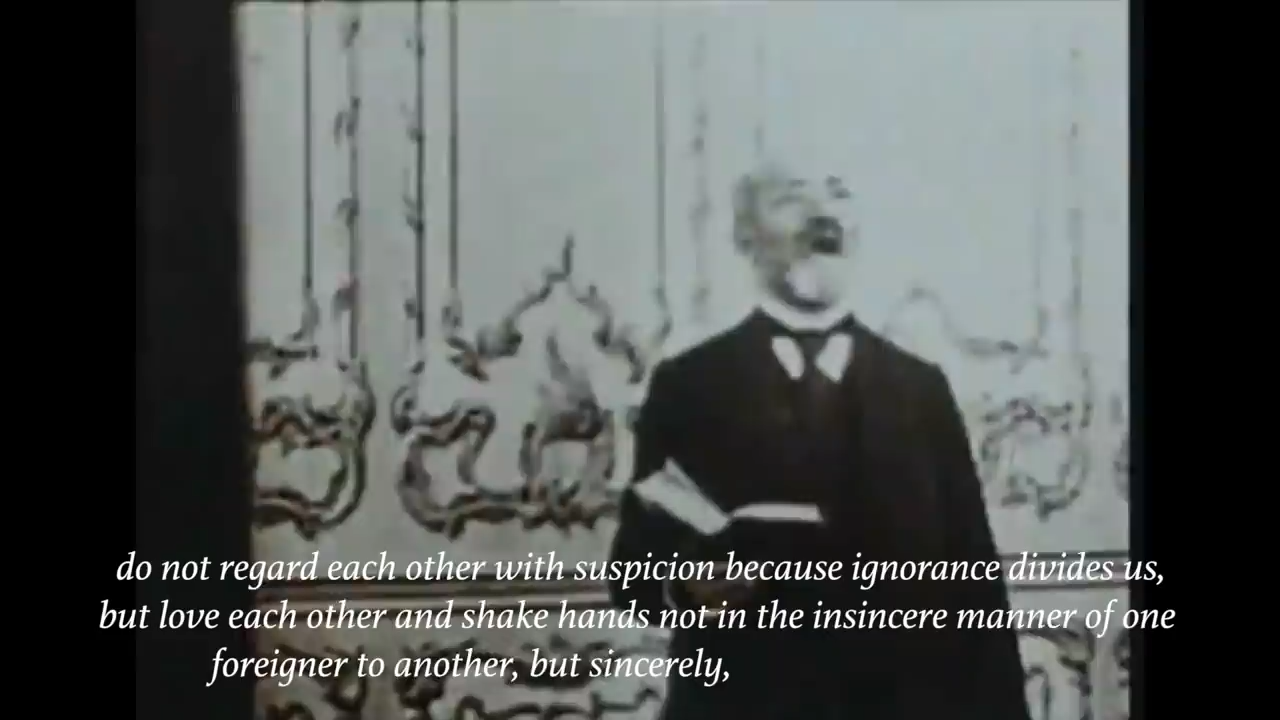 do not regard each other with suspicion because ignorance divides us,
but love each other and shake hands not in the insincere manner of one
foreigner to another, but sincerely,